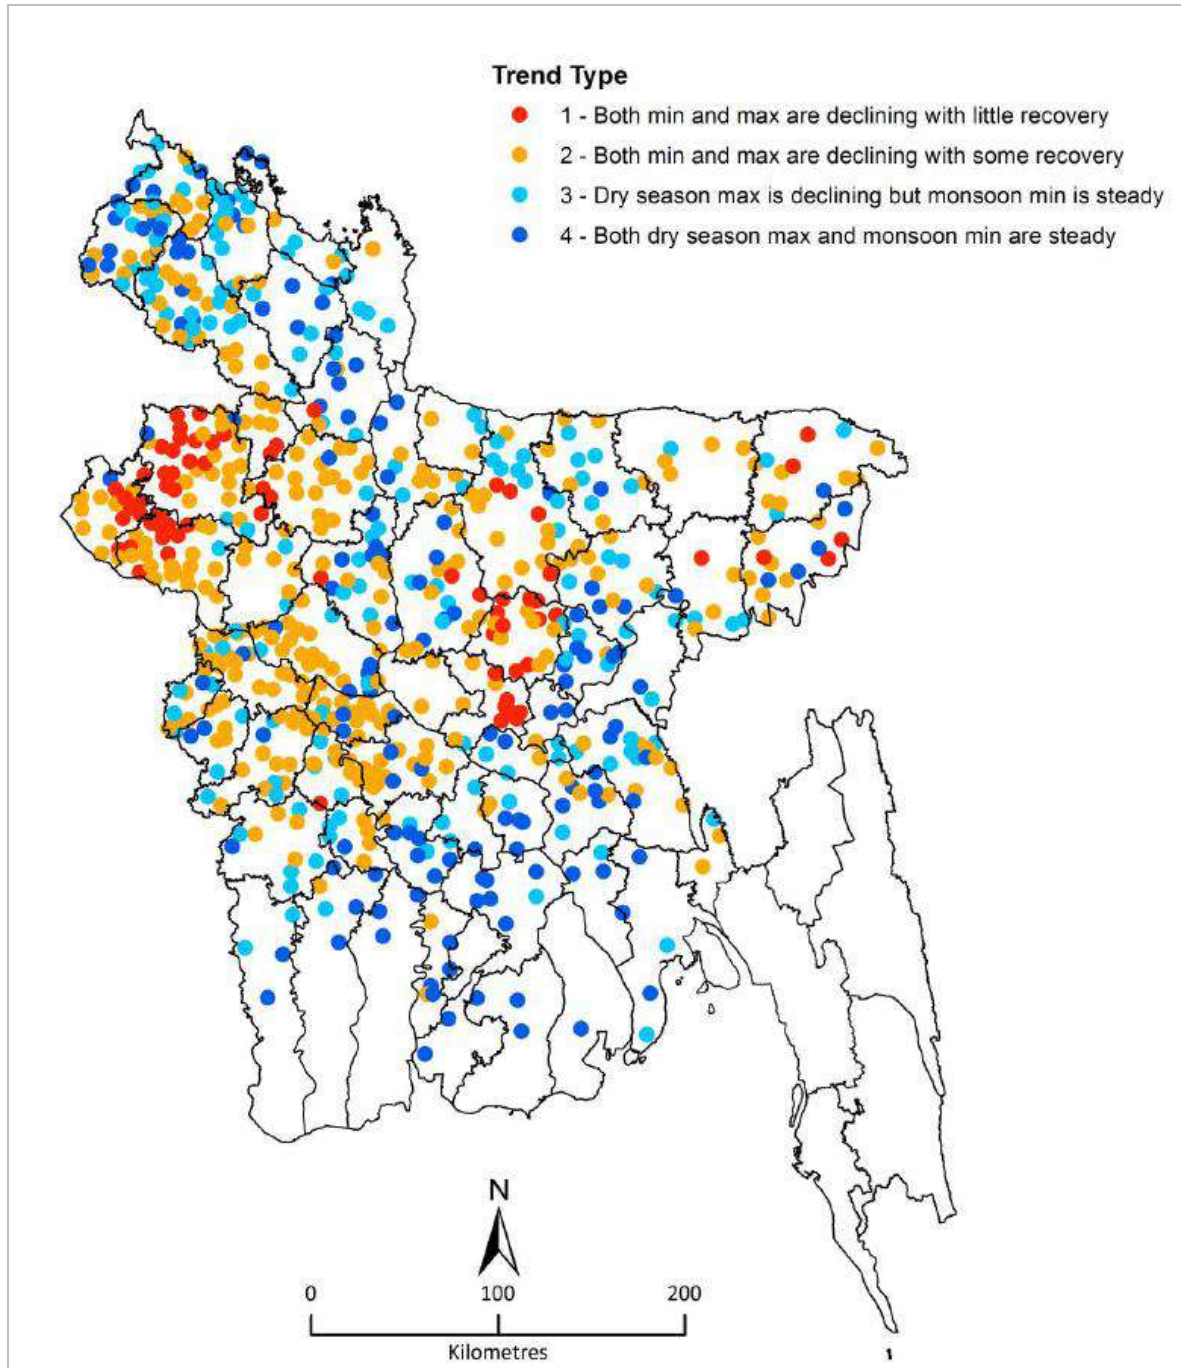 Trend Type
1 - Both min and max are declining with little recovery
2 - Both min and max are declining with some recovery
3 - Dry season max is declining but monsoon min is steady
4 - Both dry season max and monsoon min are steady
N
0 100 200
Kilometres